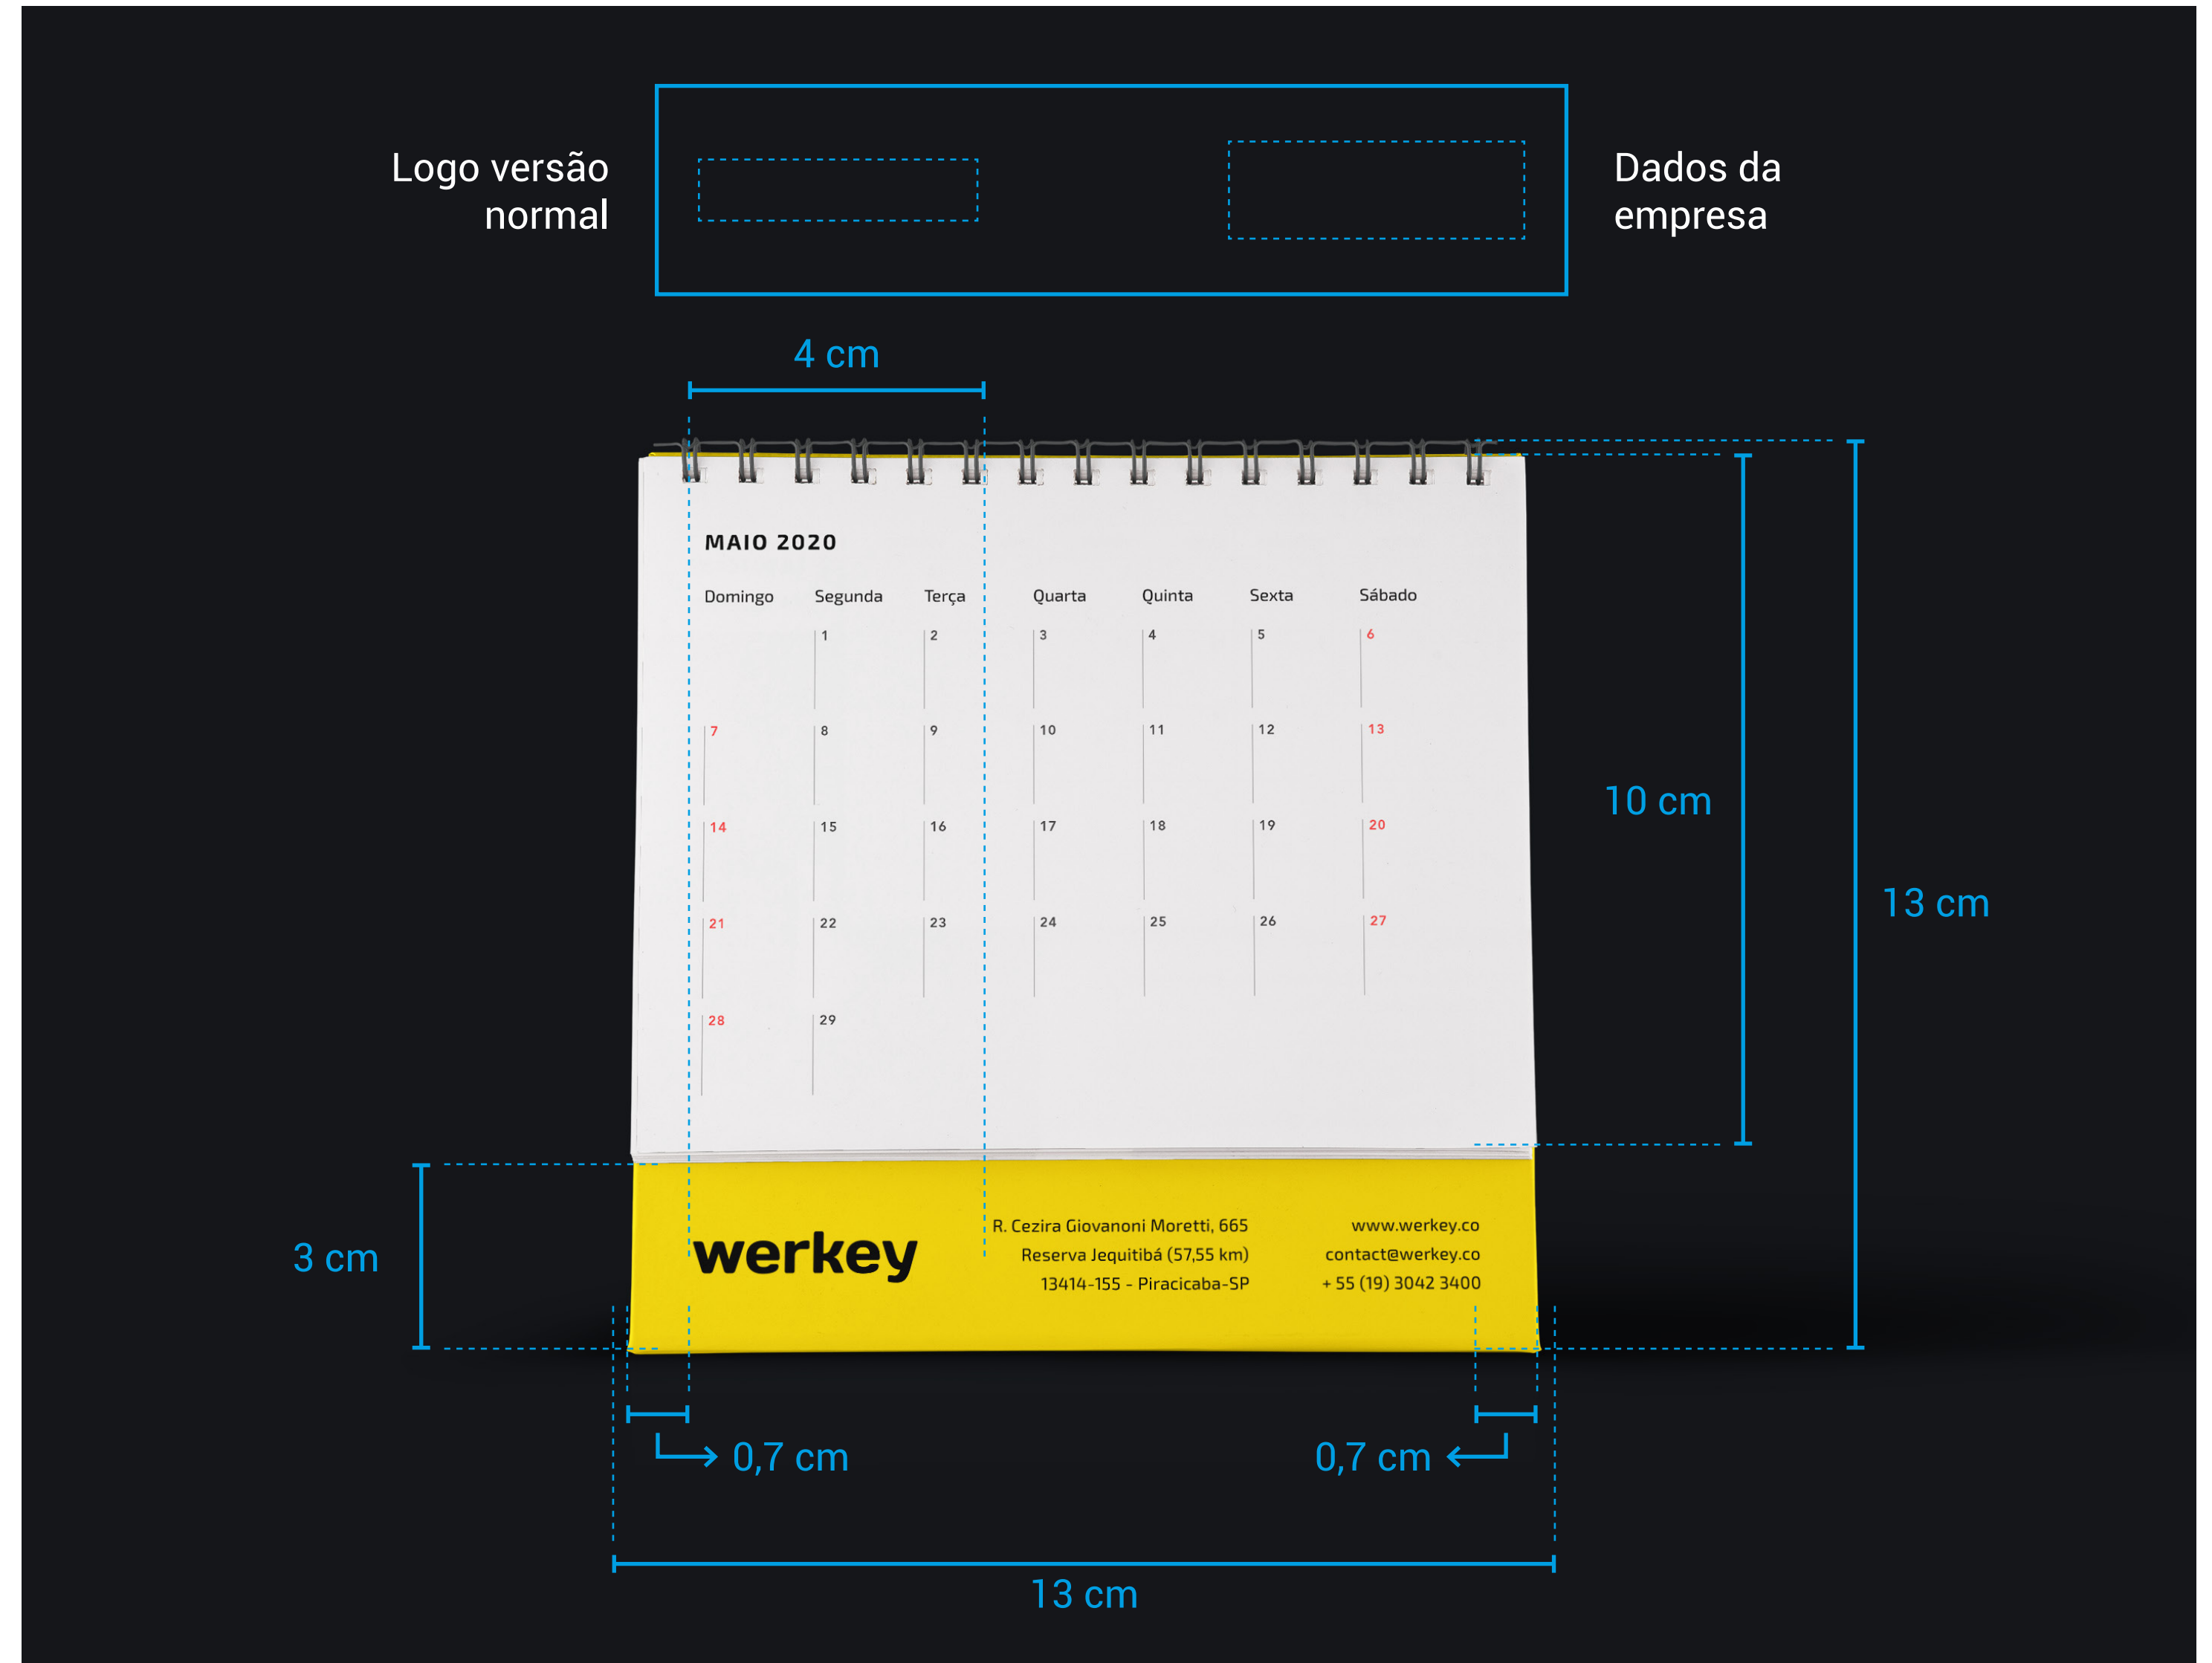 Logo versão
normal
Dados da
empresa
4 cm
MAIO 2020
Domingo Segunda Terça Quarta Quinta Sexta Sábado
1 2 3 4 5 6
7 8 9 10 11 12 13
14 15 16 17 18 19 20
21 22 23 24 25 26 27
28 29
10 cm
13 cm
3 cm
werkey
R. Cezira Giovanoni Moretti, 665
Reserva Jequitibá (57,55 km)
13414-155 - Piracicaba-SP
www.werkey.co
contact@werkey.co
+ 55 (19) 3042 3400
0,7 cm
0,7 cm
13 cm